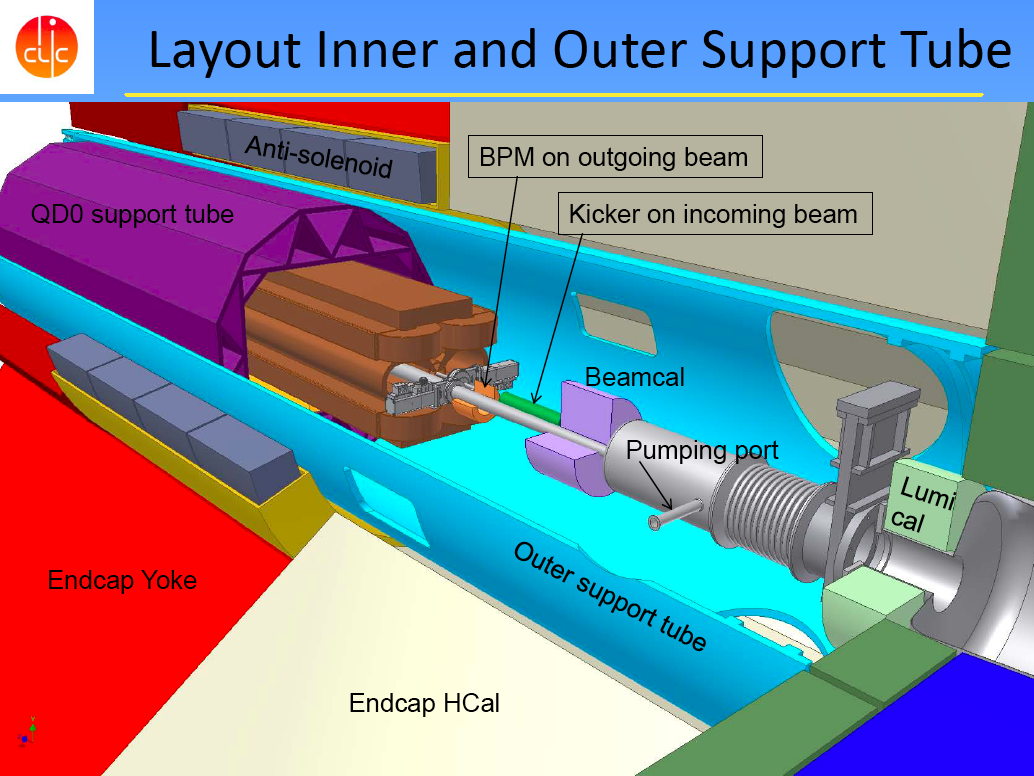 clic
Layout Inner and Outer Support Tube
Anti-solenoid
BPM on outgoing beam
QD0 support tube
Kicker on incoming beam
Beamcal
Pumping port
Lumi
cal
Outer support tube
Endcap Yoke
Endcap HCal
Y